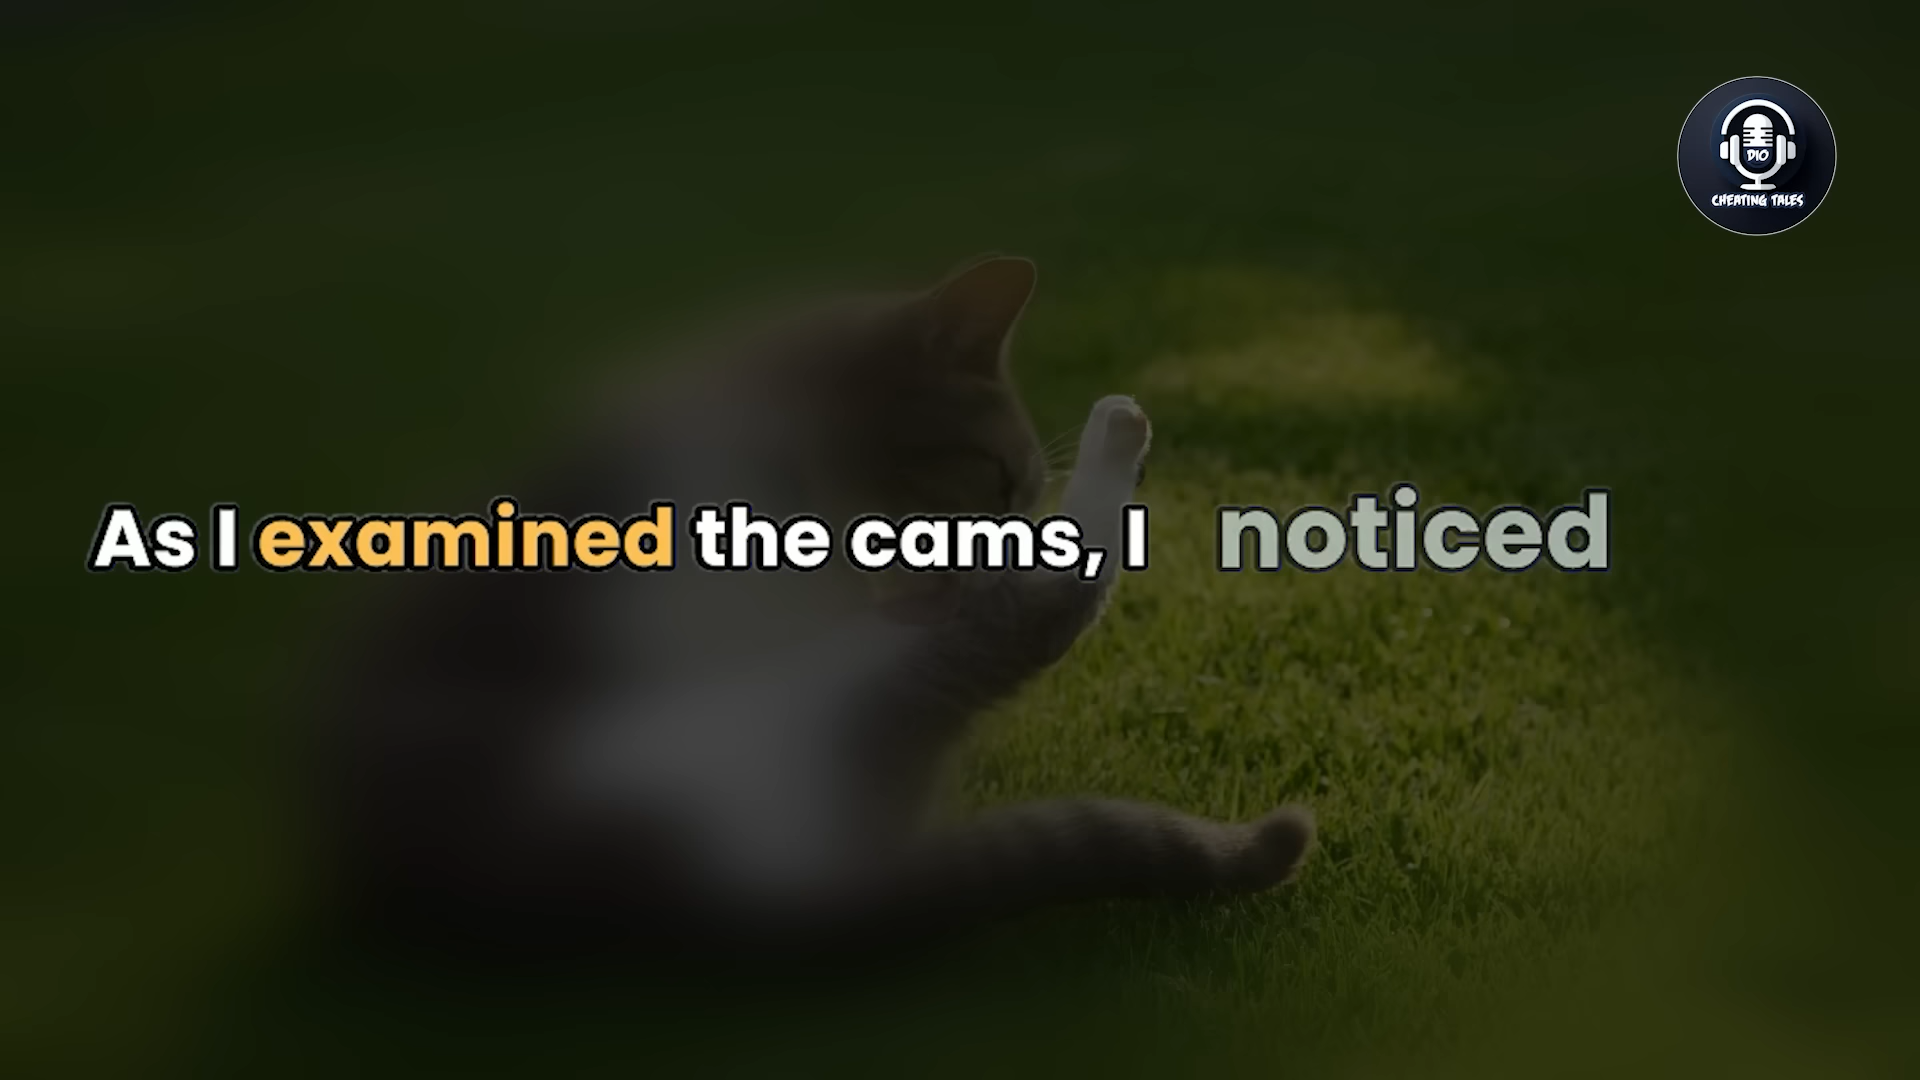 DIO
CHEATING TALES
As I examined the cams, I noticed